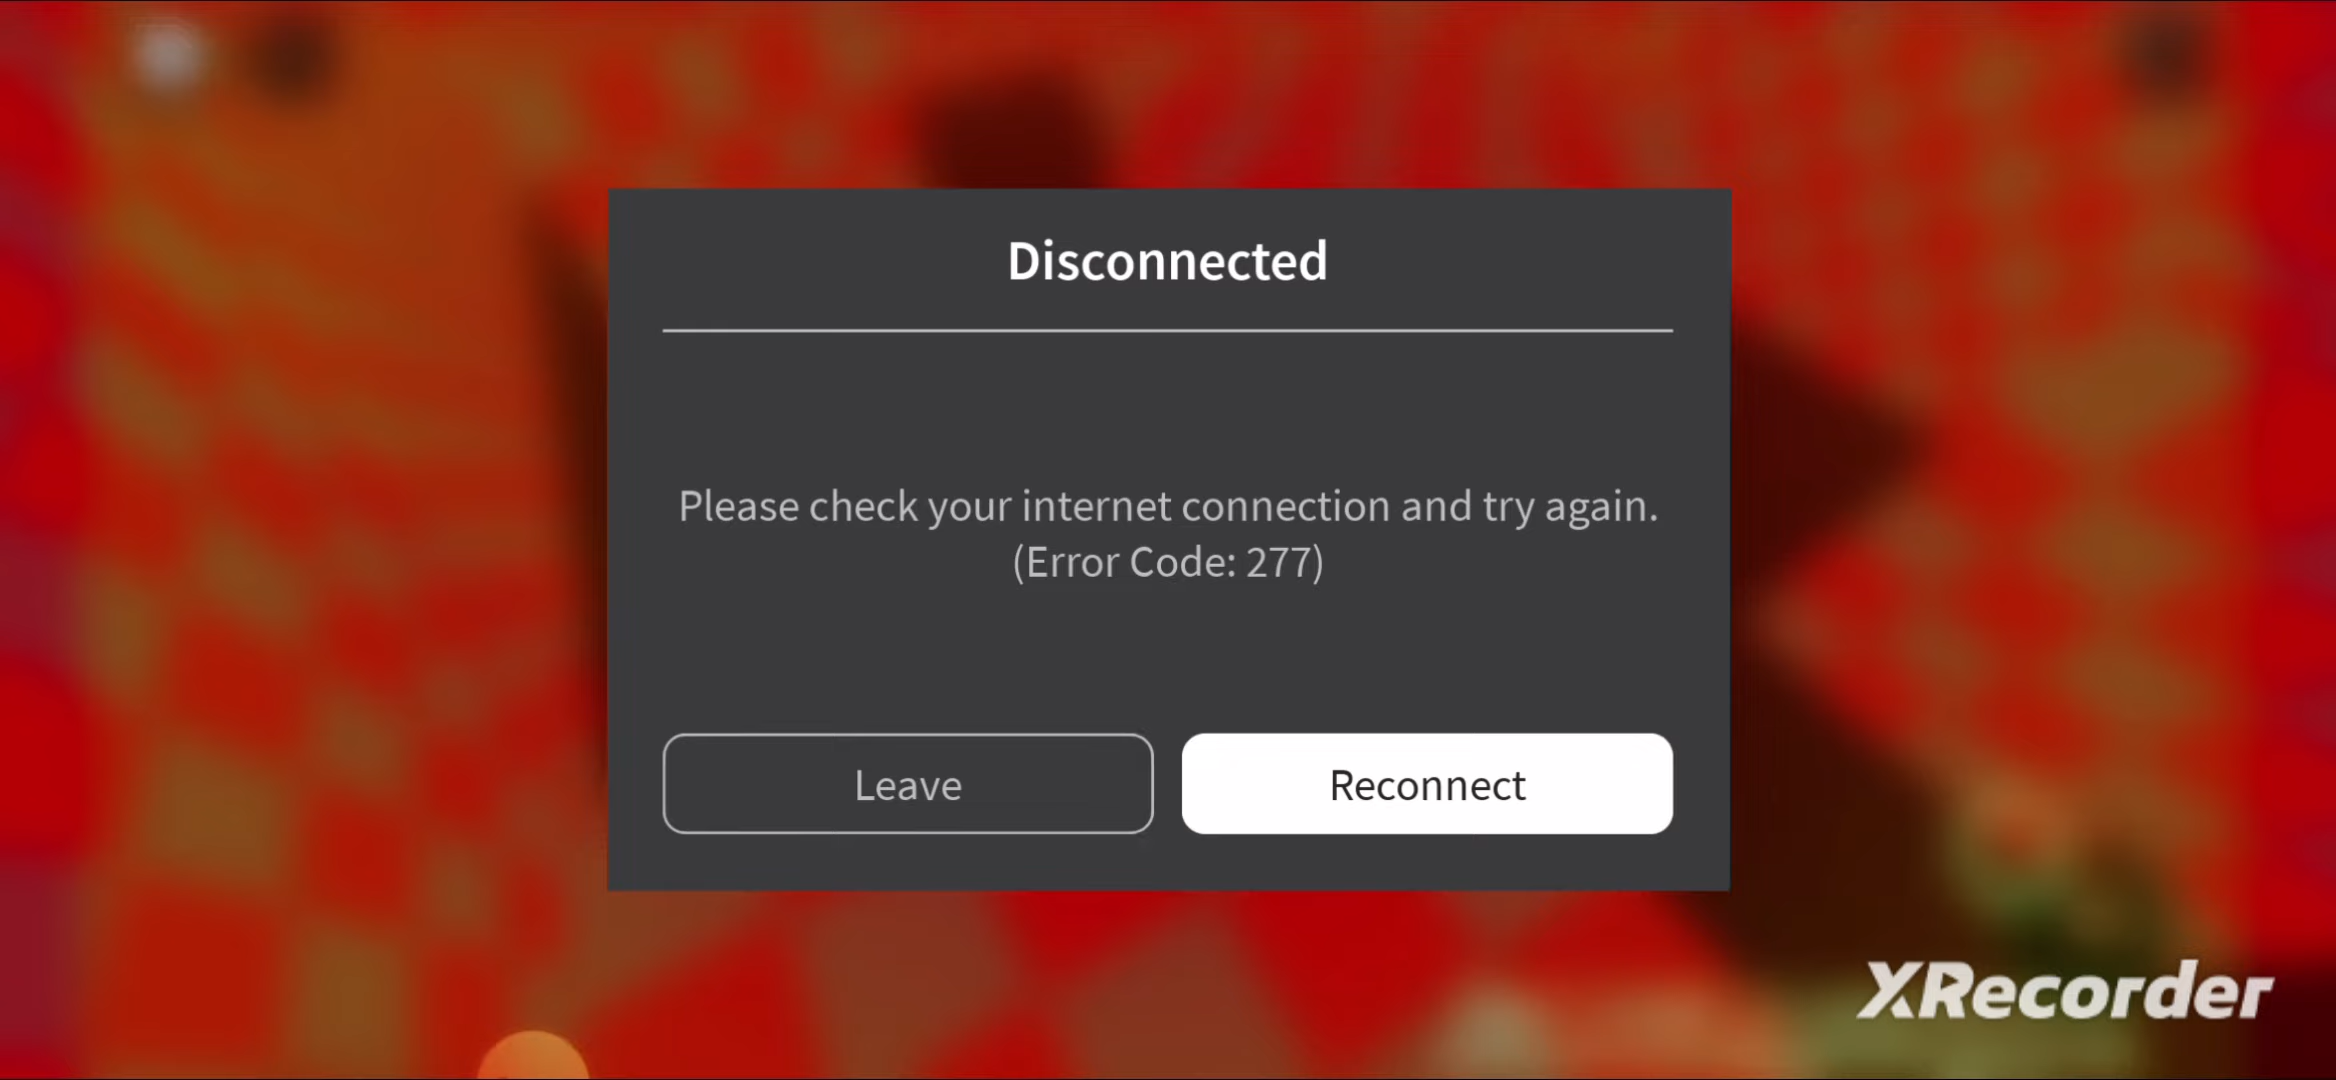 Disconnected
Please check your internet connection and try again.
(Error Code: 277)
Leave
Reconnect
XRecorder